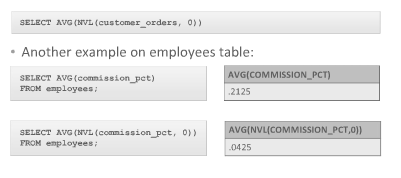 SELECT AVG(NVL(customer_orders, 0))
▪ Another example on employees table:
SELECT AVG(commission_pct)
FROM employees;
AVG(COMMISSION_PCT)
.2125
SELECT AVG(NVL(commission_pct, 0))
FROM employees;
AVG(NVL(COMMISSION_PCT,0))
.0425